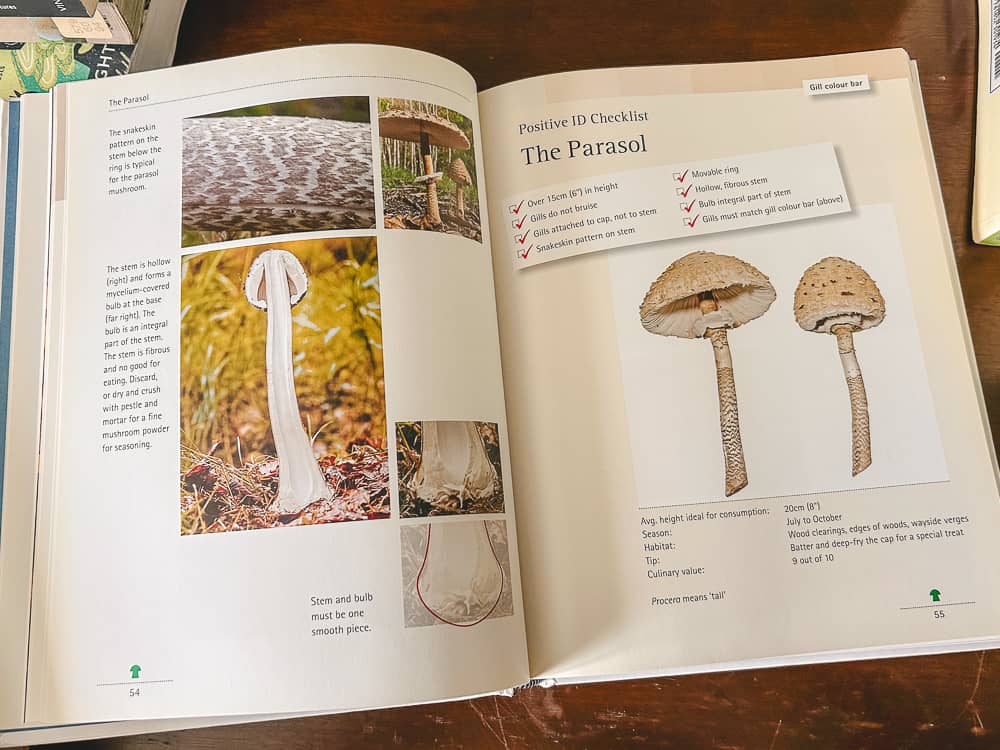 tures
GHT
The Parasol
The snakeskin
pattern on the
stem below the
ring is typical
for the parasol
mushroom.
The stem is hollow
(right) and forms a
mycelium-covered
bulb at the base
(far right). The
bulb is an integral
part of the stem.
The stem is fibrous
and no good for
eating. Discard,
or dry and crush
with pestle and
mortar for a fine
mushroom powder
for seasoning.
Stem and bulb
must be one
smooth piece.
54
Gill colour bar
Positive ID Checklist
The Parasol
Over 15cm (6") in height
Gills do not bruise
Gills attached to cap, not to stem
Snakeskin pattern on stem
Movable ring
Hollow, fibrous stem
Bulb integral part of stem
Gills must match gill colour bar (above)
Avg. height ideal for consumption: 20cm (8")
Season: July to October
Habitat: Wood clearings, edges of woods, wayside verges
Tip: Batter and deep-fry the cap for a special treat
Culinary value: 9 out of 10
Procera means 'tall'
55